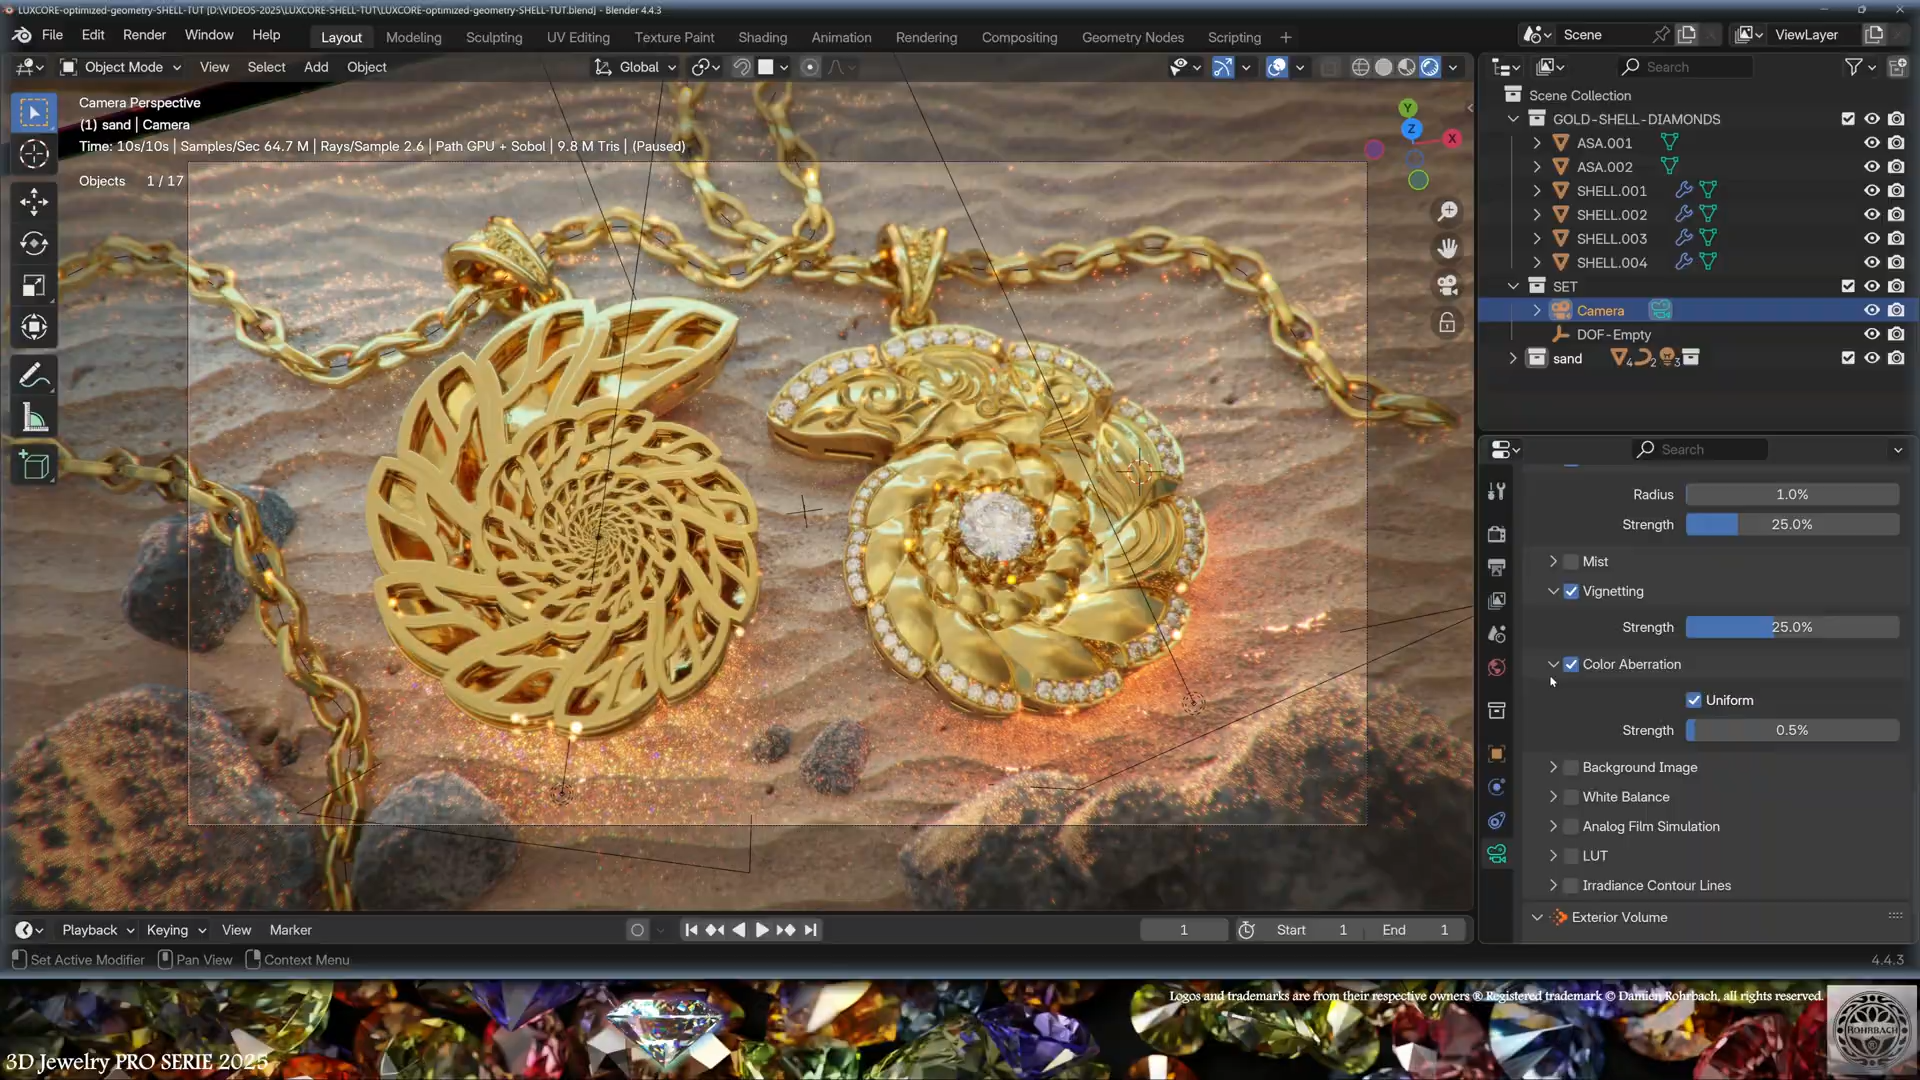 LUXCORE-optimized-geometry-SHELL-TUT [D:\VIDEOS-2025\LUXCORE-SHELL-TUT\LUXCORE-optimized-geometry-SHELL-TUT.blend] - Blender 4.4.3
File Edit Render Window Help
Layout Modeling Sculpting UV Editing Texture Paint Shading Animation Rendering Compositing Geometry Nodes Scripting +
Scene ViewLayer
Object Mode View Select Add Object Global
Search
Camera Perspective
(1) sand | Camera
Time: 10s/10s | Samples/Sec 64.7 M | Rays/Sample 2.6 | Path GPU + Sobol | 9.8 M Tris | (Paused)
Objects 1 / 17
Y
Z
X
Scene Collection
GOLD-SHELL-DIAMONDS
ASA.001
ASA.002
SHELL.001
SHELL.002
SHELL.003
SHELL.004
SET
Camera
DOF-Empty
sand 4 2 3
Search
Radius 1.0%
Strength 25.0%
Mist
Vignetting
Strength 25.0%
Color Aberration
Uniform
Strength 0.5%
Background Image
White Balance
Analog Film Simulation
LUT
Irradiance Contour Lines
Exterior Volume
Playback Keying View Marker
1 Start 1 End 1
Set Active Modifier Pan View Context Menu
4.4.3
Logos and trademarks are from their respective owners ® Registered trademark © Damien Rohrbach, all rights reserved.
ROHRBACH
®
3D Jewelry PRO SERIE 2025